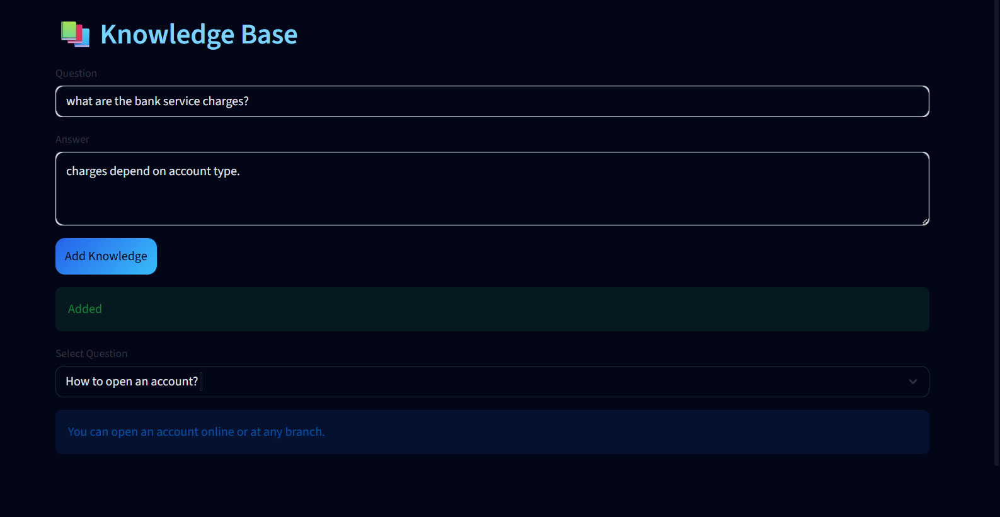 Knowledge Base
Question
what are the bank service charges?
Answer
charges depend on account type.
Add Knowledge
Added
Select Question
How to open an account?
You can open an account online or at any branch.